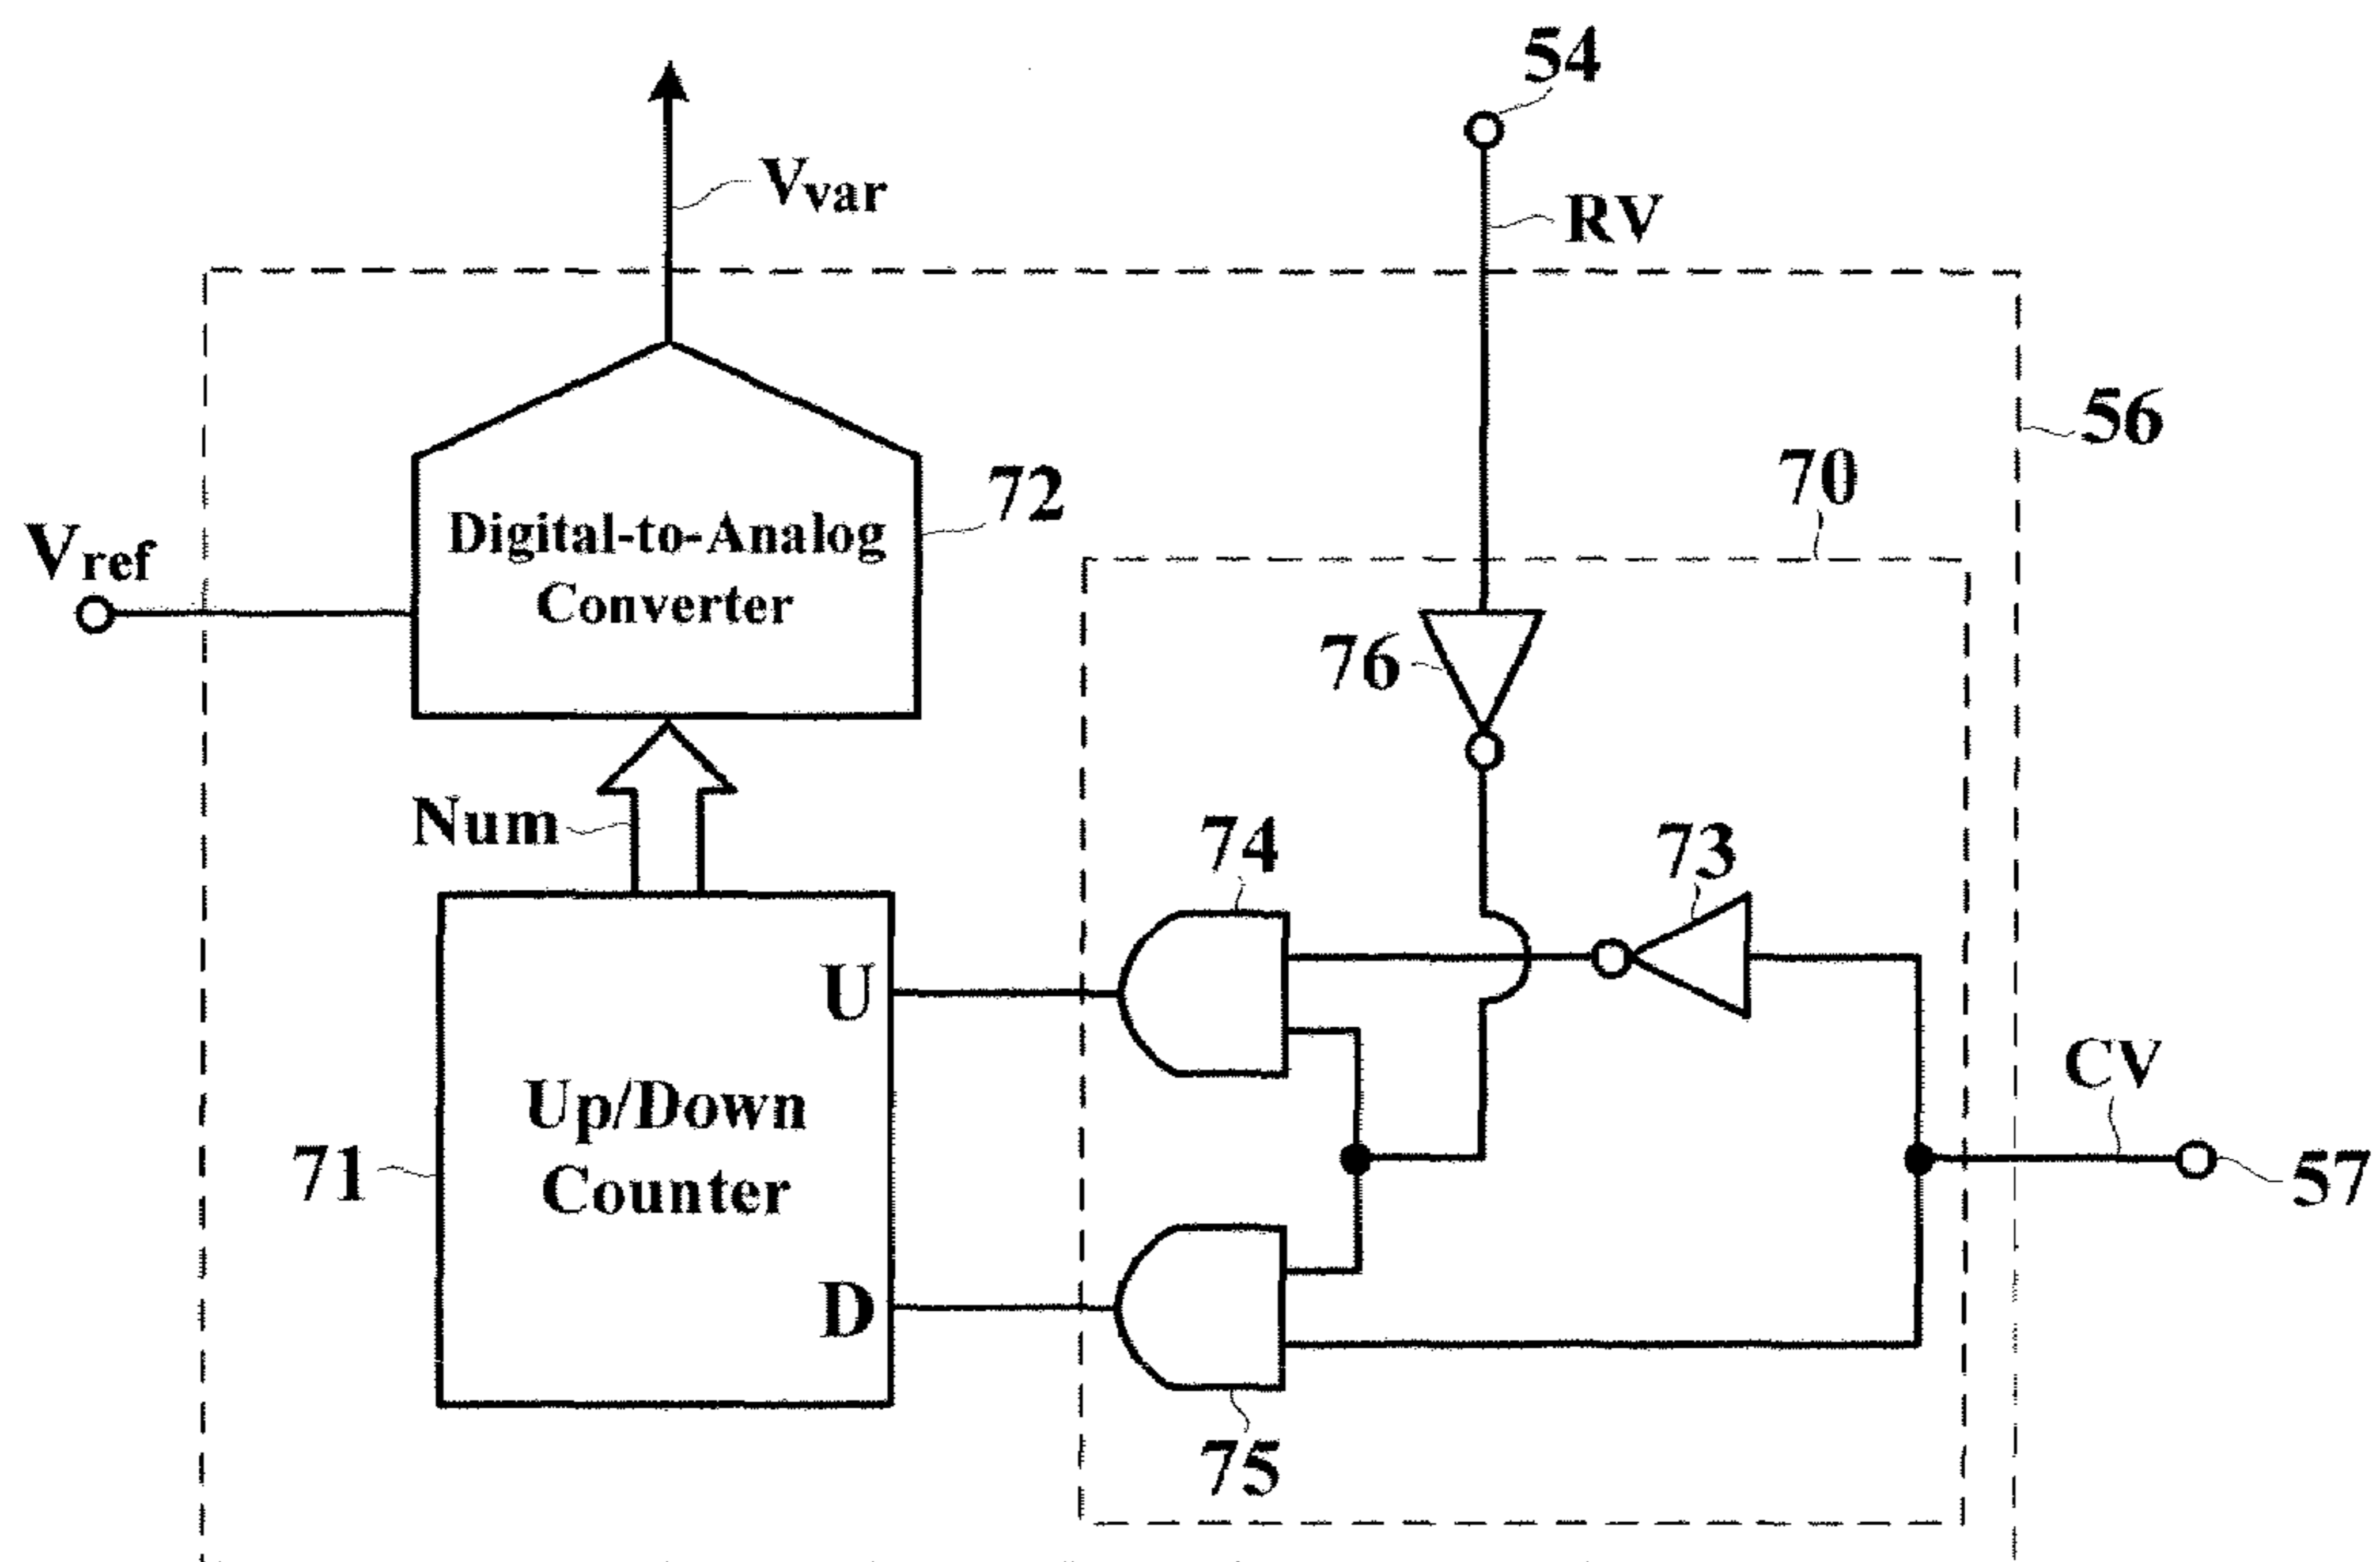 54
Vvar
RV
56
70
72
Vref
Digital-to-Analog
Converter
76
Num
74
73
U
CV
Up/Down
Counter
71
57
D
75